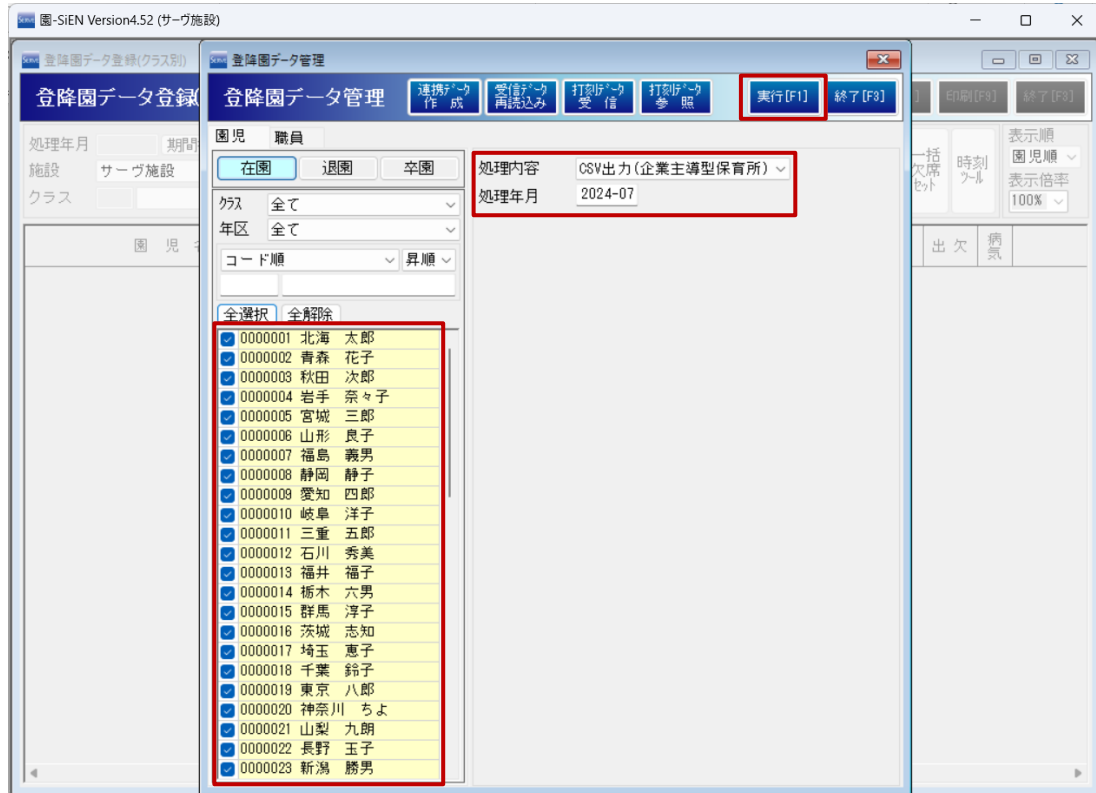 園-SiEN Version4.52 (サーヴ施設)
登降園データ登録(クラス別)
登降園データ管理
登降園データ登録
登降園データ管理
連携データ作成
受信データ再読込み
打刻データ受信
打刻データ参照
実行[F1]
終了[F3]
印刷[F9]
終了[F3]
処理年月
期間
施設 サーヴ施設
クラス
園児 職員
在園 退園 卒園
クラス 全て
年区 全て
コード順 昇順
全選択 全解除
処理内容 CSV出力(企業主導型保育所)
処理年月 2024-07
一括欠席セット
時刻ツール
表示順
園児順
表示倍率
100%
園 児
出 欠
病気
0000001 北海 太郎
0000002 青森 花子
0000003 秋田 次郎
0000004 岩手 奈々子
0000005 宮城 三郎
0000006 山形 良子
0000007 福島 義男
0000008 静岡 静子
0000009 愛知 四郎
0000010 岐阜 洋子
0000011 三重 五郎
0000012 石川 秀美
0000013 福井 福子
0000014 栃木 六男
0000015 群馬 淳子
0000016 茨城 志知
0000017 埼玉 恵子
0000018 千葉 鈴子
0000019 東京 八郎
0000020 神奈川 ちよ
0000021 山梨 九朗
0000022 長野 玉子
0000023 新潟 勝男